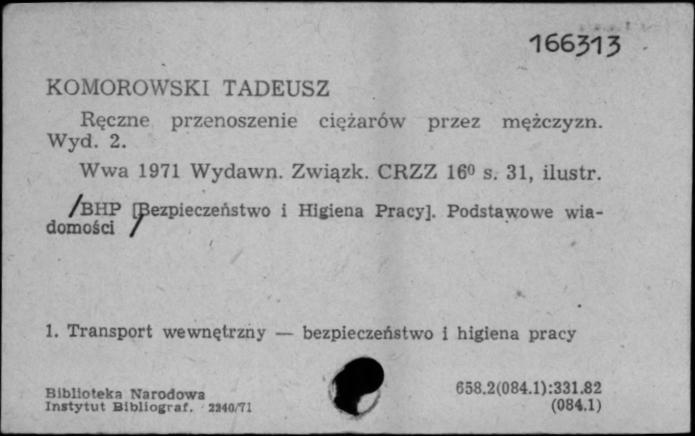 166313
KOMOROWSKI TADEUSZ
Ręczne przenoszenie ciężarów przez mężczyzn.
Wyd. 2.
Wwa 1971 Wydawn. Związk. CRZZ 16⁰ s. 31, ilustr.
/BHP [Bezpieczeństwo i Higiena Pracy]. Podstawowe wia-
domości /
1. Transport wewnętrzny — bezpieczeństwo i higiena pracy
Biblioteka Narodowa
Instytut Bibliograf. 2240/71
658.2(084.1):331.82
(084.1)